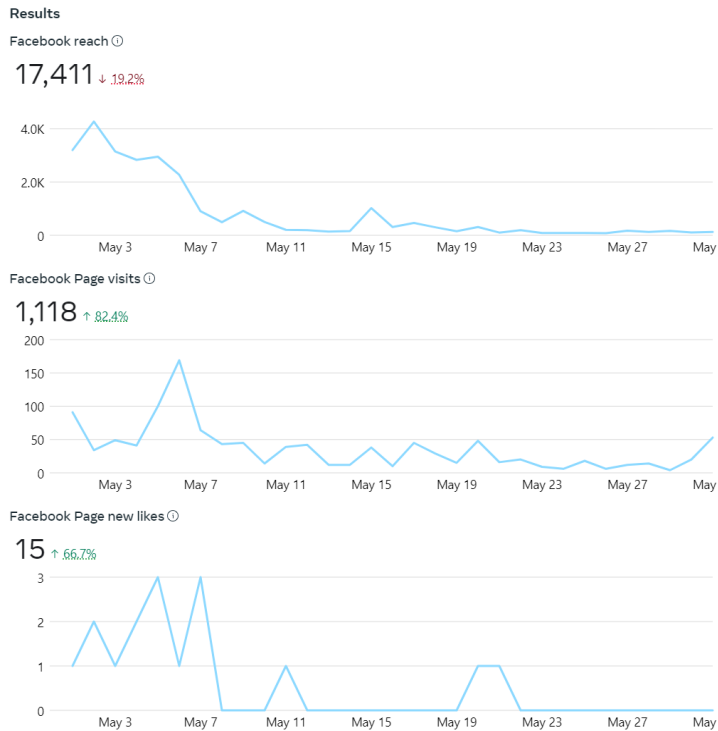 Results
Facebook reach
17,411 ↓ 19.2%
4.0K
2.0K
0
May 3 May 7 May 11 May 15 May 19 May 23 May 27 May
Facebook Page visits
1,118 ↑ 82.4%
200
150
100
50
0
May 3 May 7 May 11 May 15 May 19 May 23 May 27 May
Facebook Page new likes
15 ↑ 66.7%
3
2
1
0
May 3 May 7 May 11 May 15 May 19 May 23 May 27 May